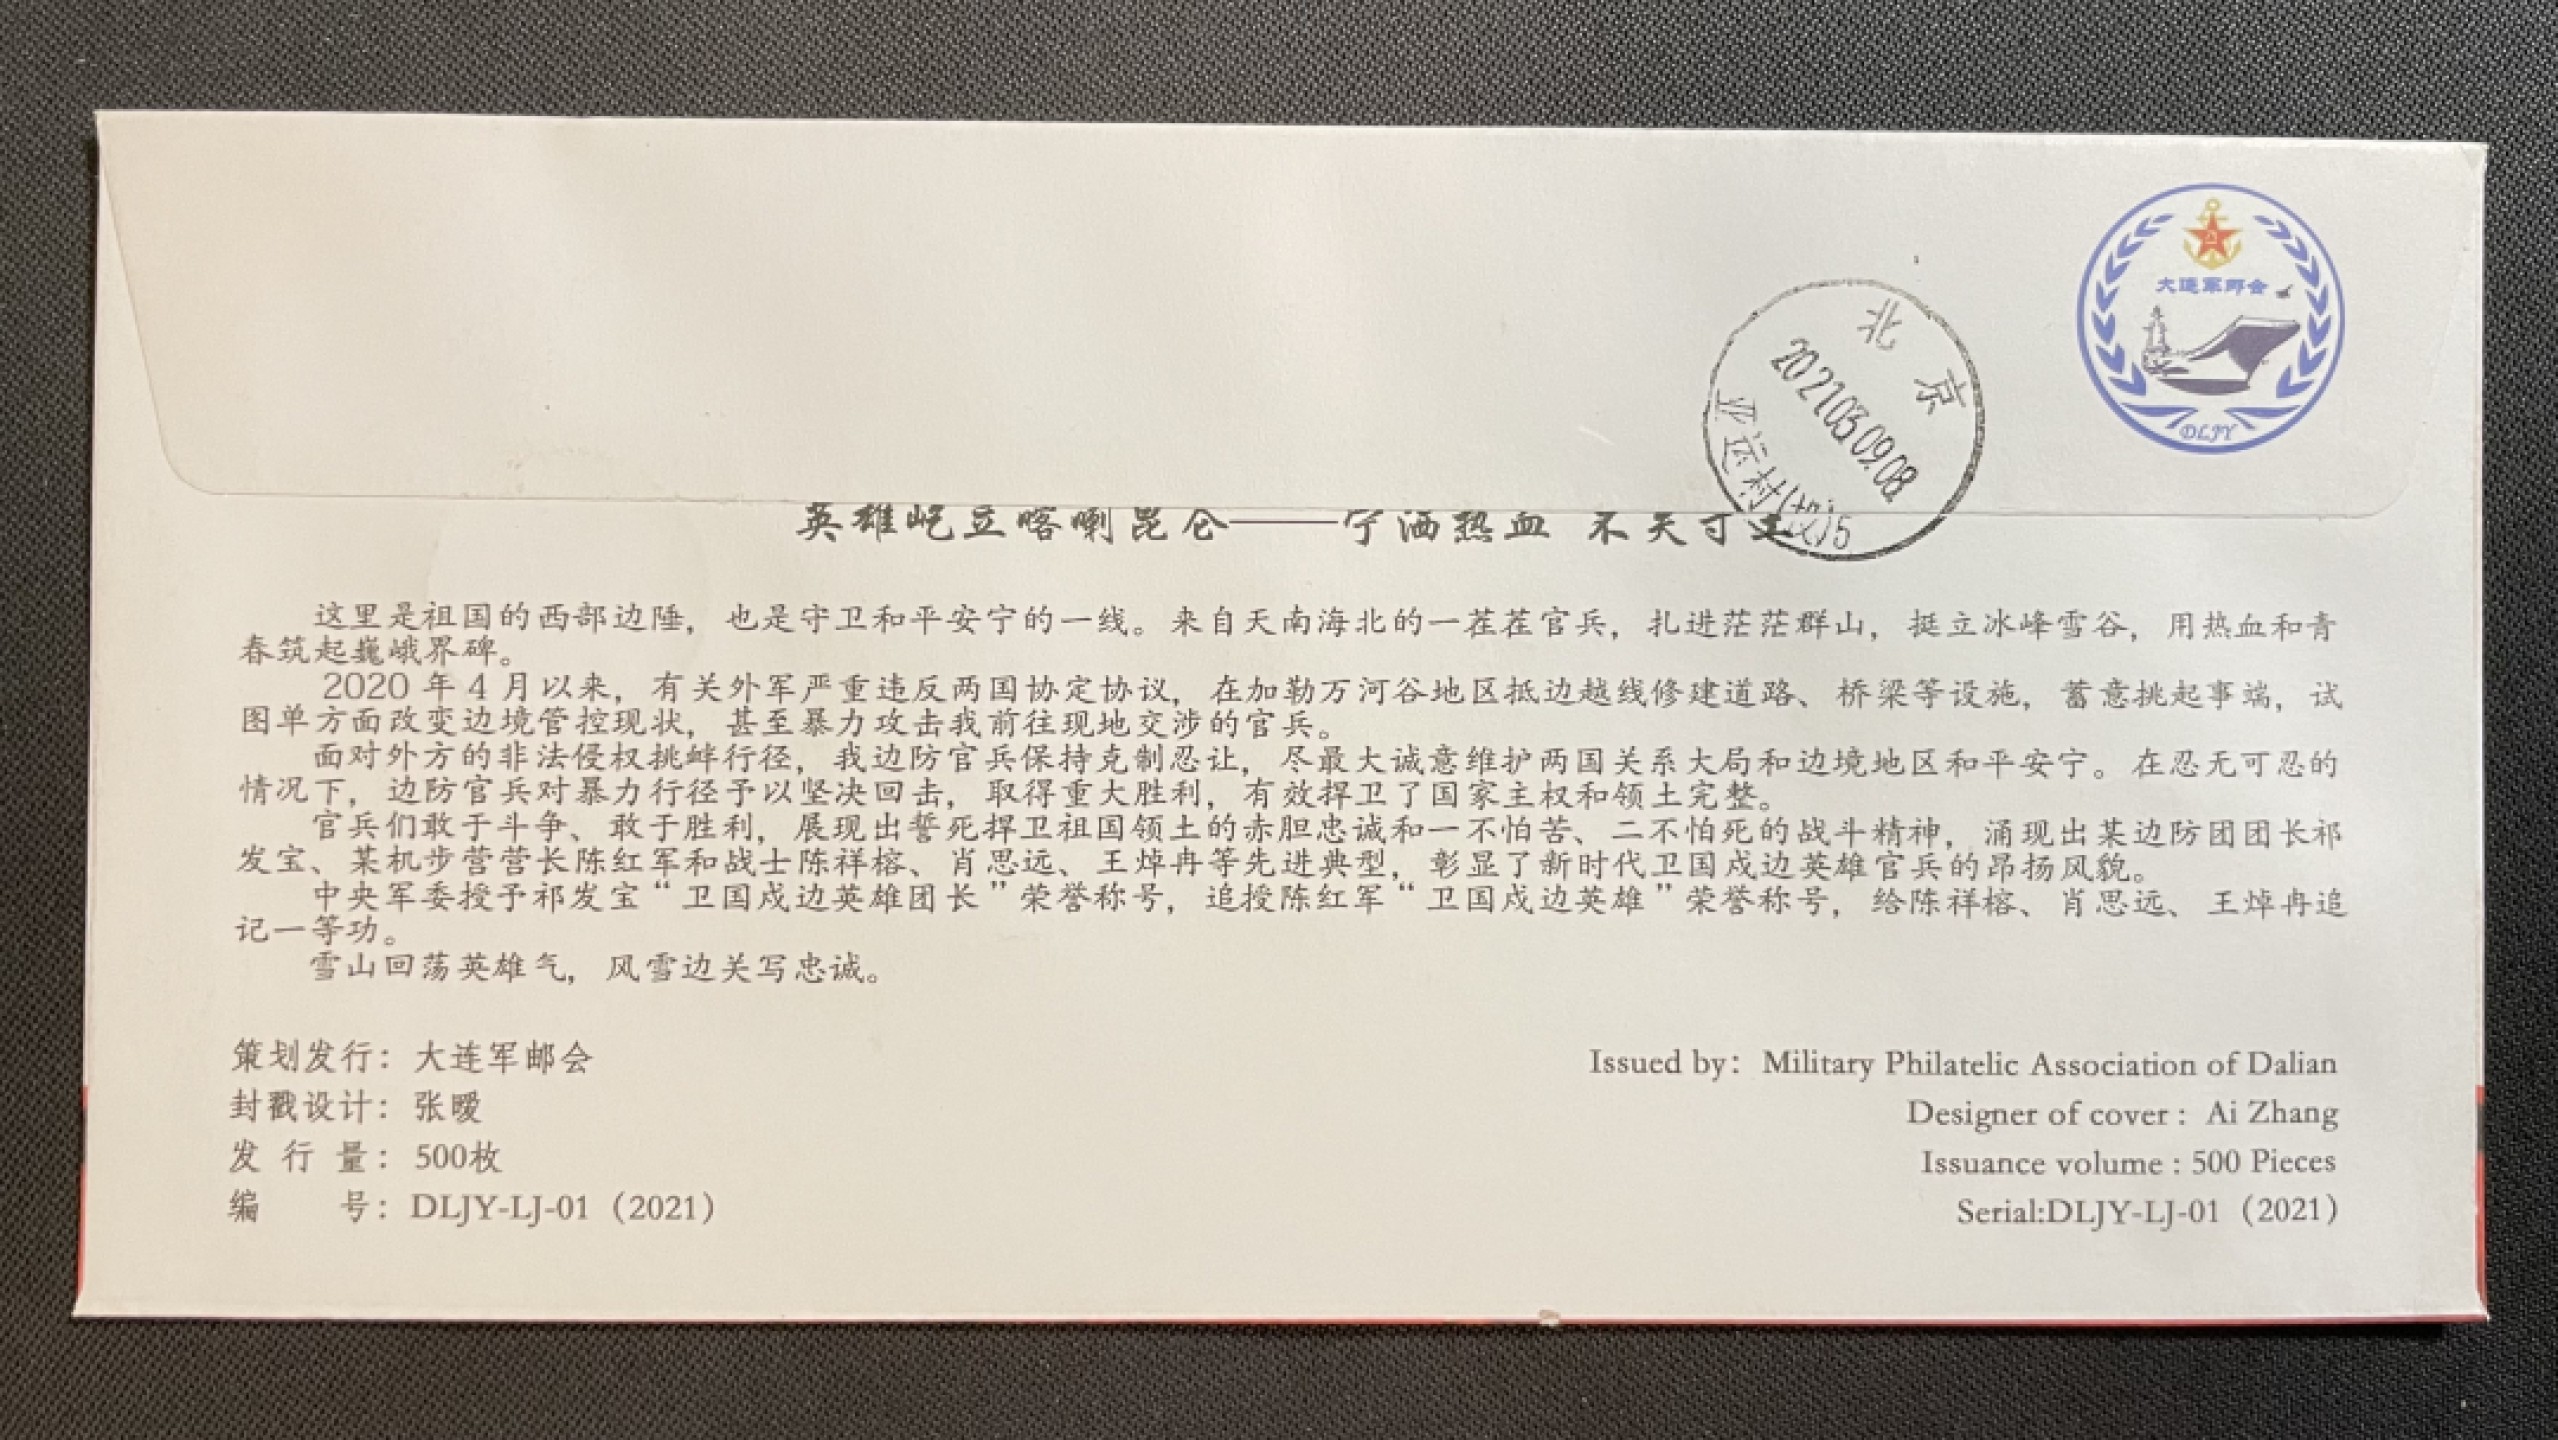 大连军邮会
DLJY
北京
2021.03.09.08
亚运村(投)5
英雄屹立喀喇昆仑——宁洒热血 不失寸土
这里是祖国的西部边陲，也是守卫和平安宁的一线。来自天南海北的一茬茬官兵，扎进茫茫群山，挺立冰峰雪谷，用热血和青
春筑起巍峨界碑。
2020年4月以来，有关外军严重违反两国协定协议，在加勒万河谷地区抵边越线修建道路、桥梁等设施，蓄意挑起事端，试
图单方面改变边境管控现状，甚至暴力攻击我前往现地交涉的官兵。
面对外方的非法侵权挑衅行径，我边防官兵保持克制忍让，尽最大诚意维护两国关系大局和边境地区和平安宁。在忍无可忍的
情况下，边防官兵对暴力行径予以坚决回击，取得重大胜利，有效捍卫了国家主权和领土完整。
官兵们敢于斗争、敢于胜利，展现出誓死捍卫祖国领土的赤胆忠诚和一不怕苦、二不怕死的战斗精神，涌现出某边防团团长祁
发宝、某机步营营长陈红军和战士陈祥榕、肖思远、王焯冉等先进典型，彰显了新时代卫国戍边英雄官兵的昂扬风貌。
中央军委授予祁发宝“卫国戍边英雄团长”荣誉称号，追授陈红军“卫国戍边英雄”荣誉称号，给陈祥榕、肖思远、王焯冉追
记一等功。
雪山回荡英雄气，风雪边关写忠诚。
策划发行：大连军邮会
封戳设计：张暧
发 行 量：500枚
编 号：DLJY-LJ-01（2021）
Issued by：Military Philatelic Association of Dalian
Designer of cover： Ai Zhang
Issuance volume : 500 Pieces
Serial:DLJY-LJ-01（2021）